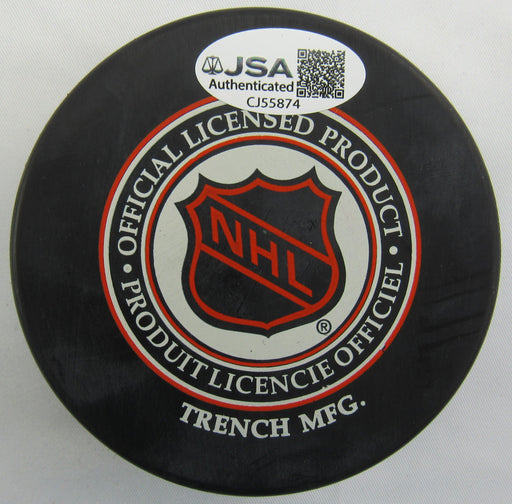 JSA
Authenticated
CJ55874
OFFICIAL LICENSED PRODUCT •
NHL
®
• PRODUIT LICENCIE OFFICIEL
TRENCH MFG.